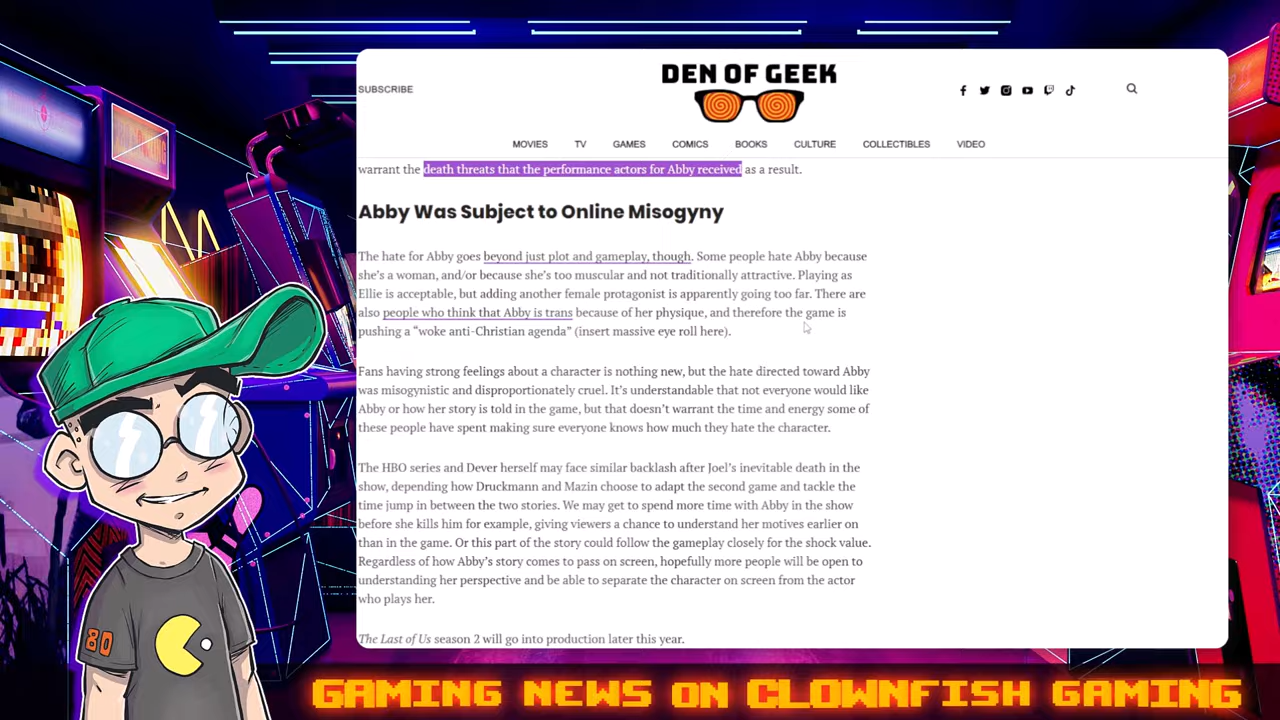 DEN OF GEEK
SUBSCRIBE
MOVIES TV GAMES COMICS BOOKS CULTURE COLLECTIBLES VIDEO
warrant the death threats that the performance actors for Abby received as a result.
Abby Was Subject to Online Misogyny
The hate for Abby goes beyond just plot and gameplay, though. Some people hate Abby because
she’s a woman, and/or because she’s too muscular and not traditionally attractive. Playing as
Ellie is acceptable, but adding another female protagonist is apparently going too far. There are
also people who think that Abby is trans because of her physique, and therefore the game is
pushing a “woke anti-Christian agenda” (insert massive eye roll here).
Fans having strong feelings about a character is nothing new, but the hate directed toward Abby
was misogynistic and disproportionately cruel. It’s understandable that not everyone would like
Abby or how her story is told in the game, but that doesn’t warrant the time and energy some of
these people have spent making sure everyone knows how much they hate the character.
The HBO series and Dever herself may face similar backlash after Joel’s inevitable death in the
show, depending how Druckmann and Mazin choose to adapt the second game and tackle the
time jump in between the two stories. We may get to spend more time with Abby in the show
before she kills him for example, giving viewers a chance to understand her motives earlier on
than in the game. Or this part of the story could follow the gameplay closely for the shock value.
Regardless of how Abby’s story comes to pass on screen, hopefully more people will be open to
understanding her perspective and be able to separate the character on screen from the actor
who plays her.
The Last of Us season 2 will go into production later this year.
80
GAMING NEWS ON CLOWNFISH GAMING